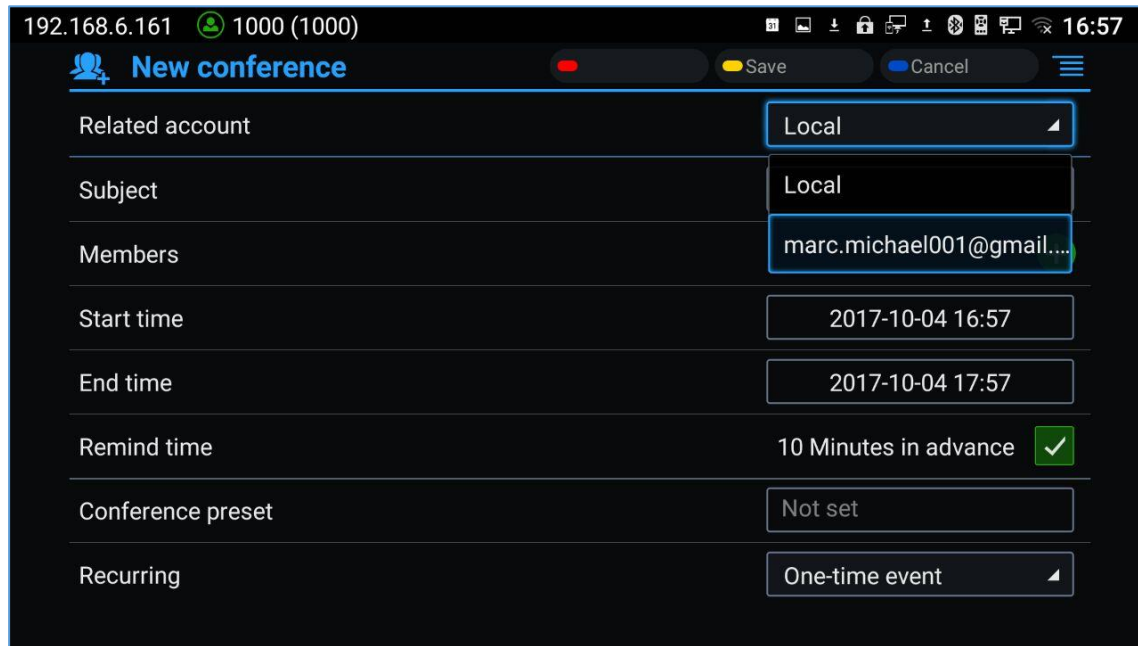 192.168.6.161 1000 (1000) 31 16:57
New conference Save Cancel
Related account Local
Local
Subject
marc.michael001@gmail....
Members
Start time 2017-10-04 16:57
End time 2017-10-04 17:57
Remind time 10 Minutes in advance
Conference preset Not set
Recurring One-time event